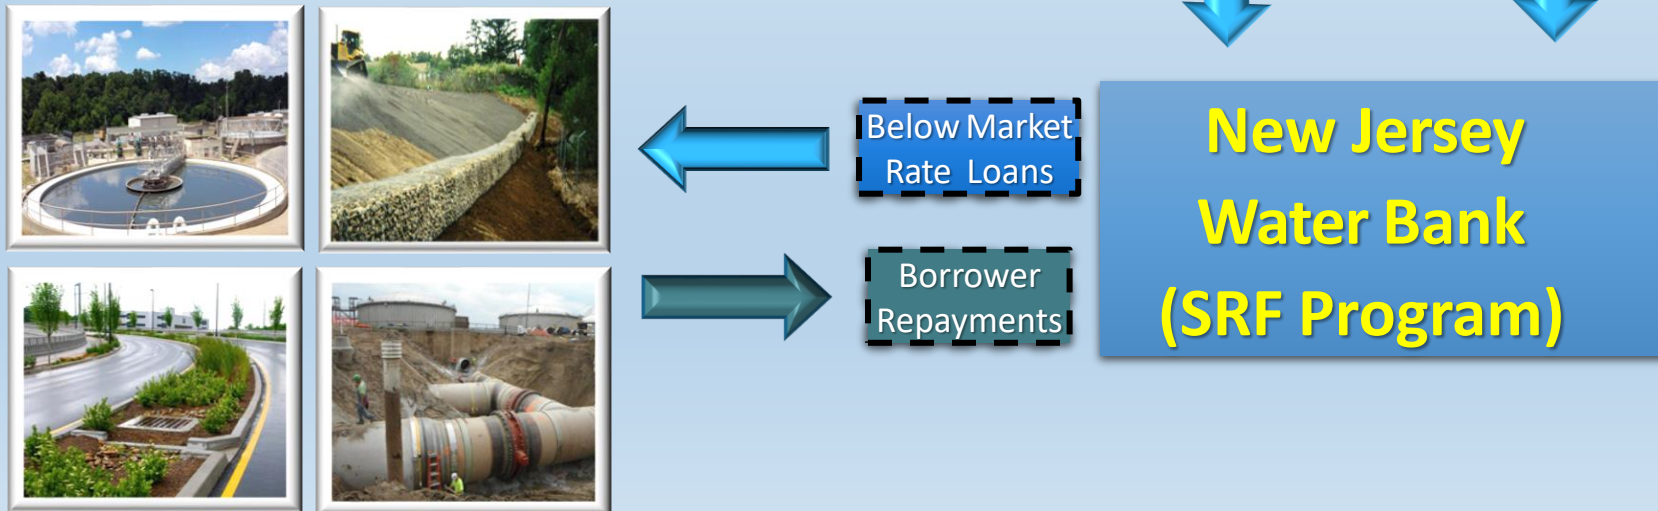 Below Market
Rate Loans
Borrower
Repayments
New Jersey
Water Bank
(SRF Program)